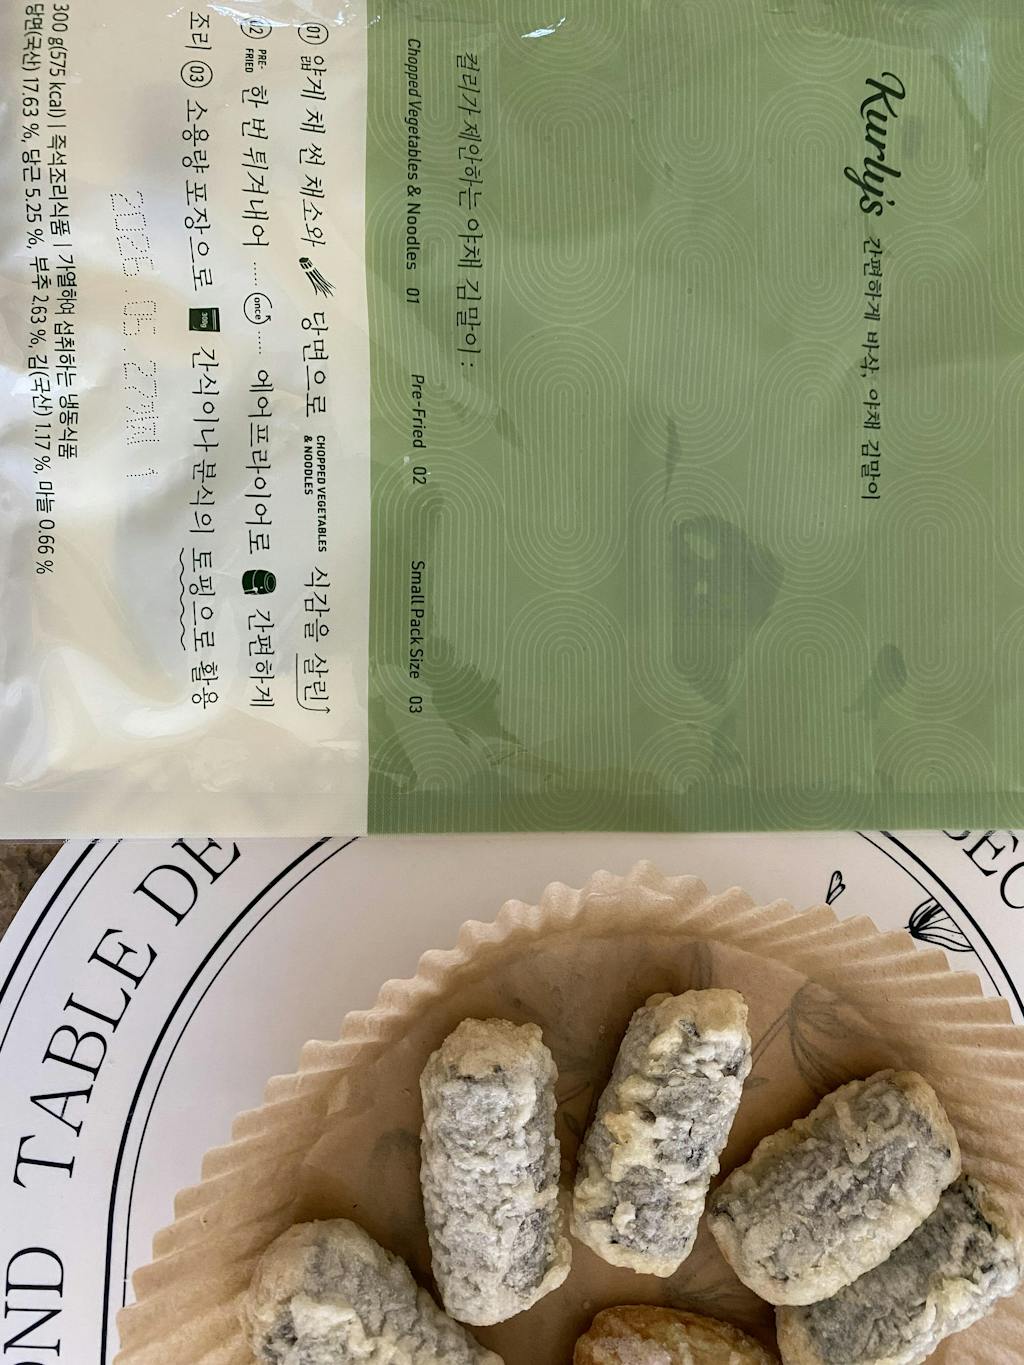 Kurly's 간편하게 바삭, 야채 김말이
컬리가 제안하는 야채 김말이 :
Chopped Vegetables & Noodles 01 Pre-Fried 02 Small Pack Size 03
01 얇게 채 썬 채소와 당면으로 CHOPPED VEGETABLES & NOODLES 식감을 살린
02 PRE-FRIED 한 번 튀겨내어 once 에어프라이어로 간편하게
조리 03 소용량 포장으로 300g 간식이나 분식의 토핑으로 활용
2026.05.27까지
300 g(575 kcal) | 즉석조리식품 | 가열하여 섭취하는 냉동식품
당면(국산) 17.63 %, 당근 5.25 %, 부추 2.63 %, 김(국산) 1.17 %, 마늘 0.66 %
OND TABLE DE
SEC